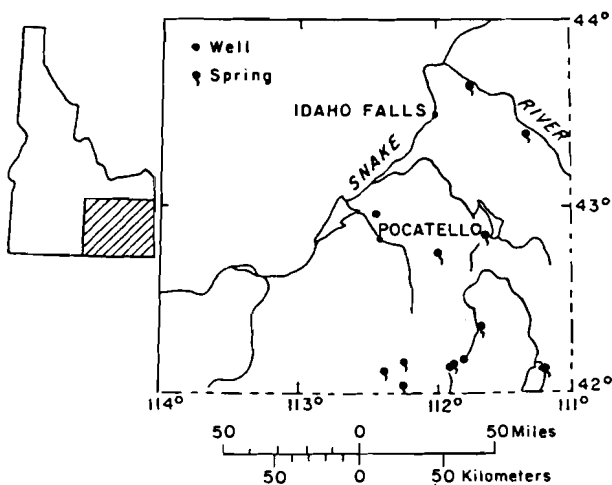 44°
Well
Spring
IDAHO FALLS
SNAKE
RIVER
43°
POCATELLO
42°
114°
113°
112°
111°
50 0 50 Miles
50 0 50 Kilometers